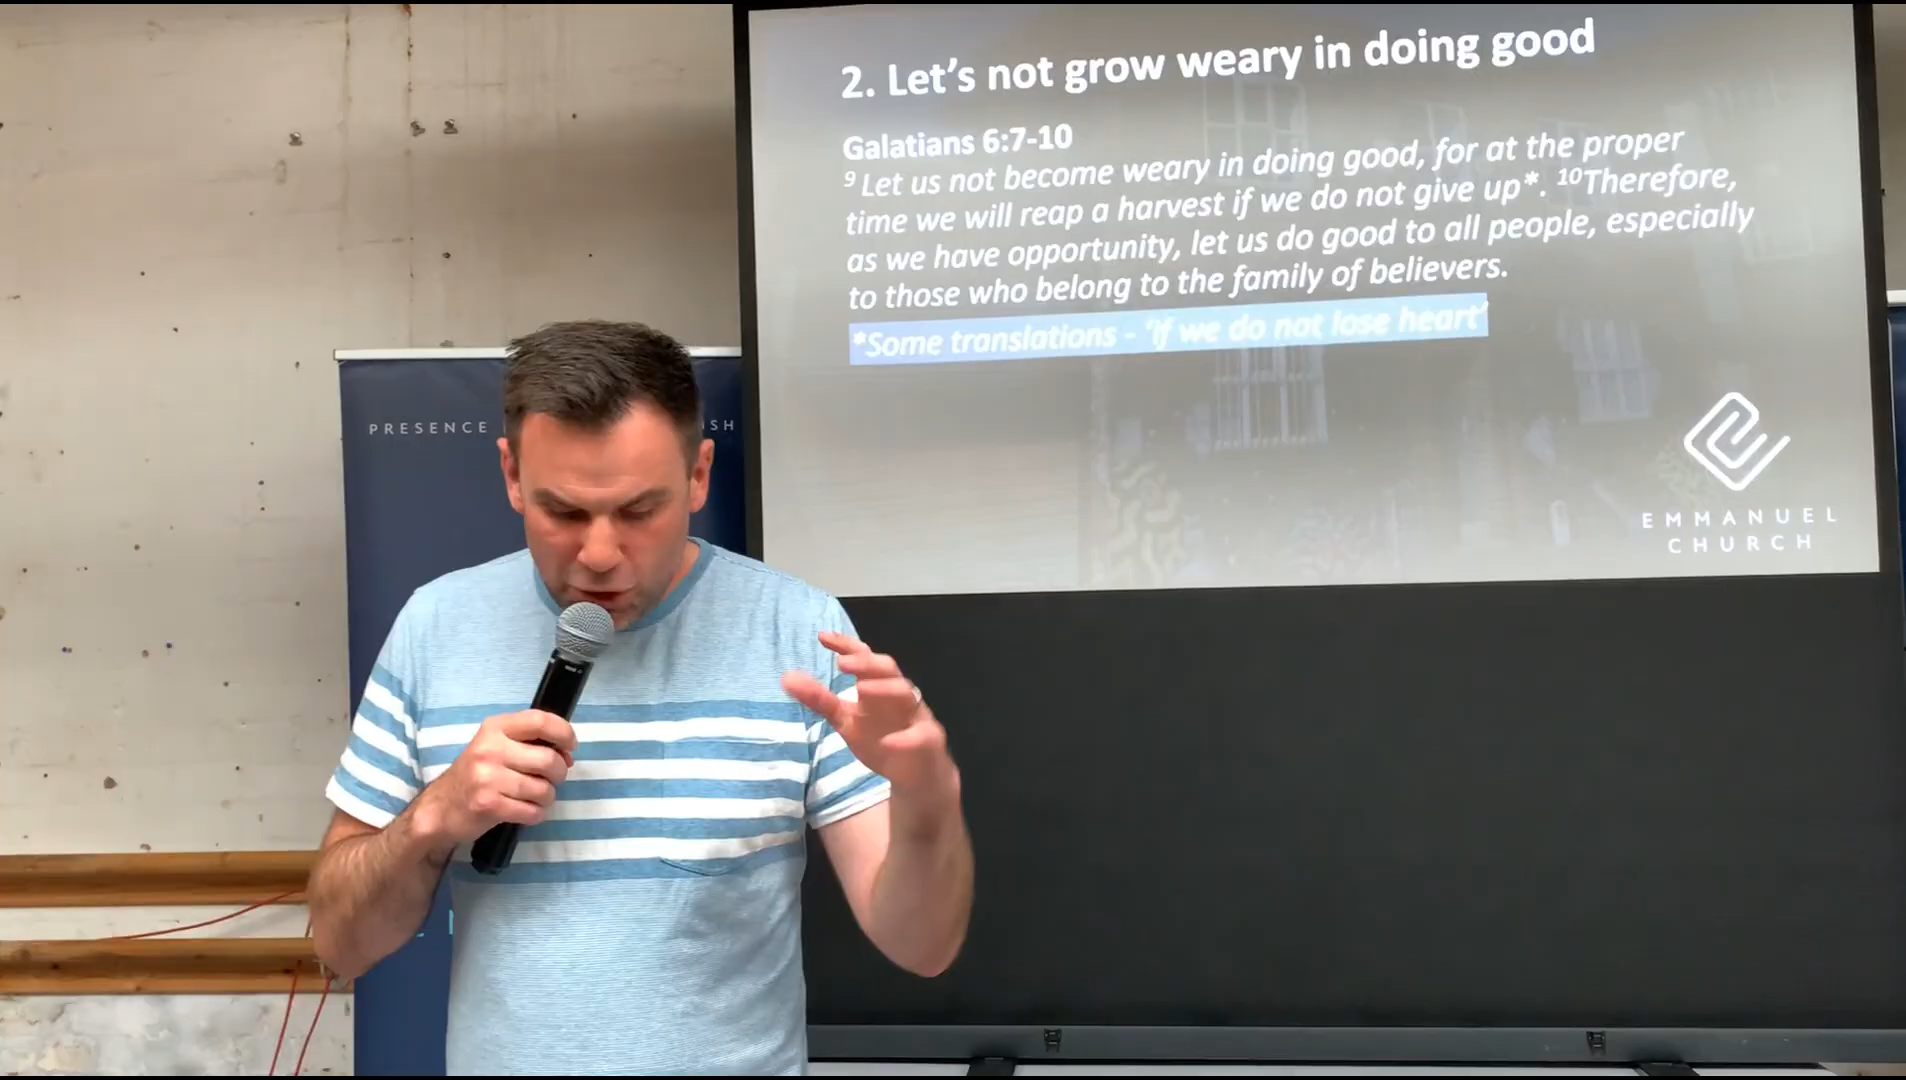 2. Let's not grow weary in doing good
Galatians 6:7-10
9 Let us not become weary in doing good, for at the proper
time we will reap a harvest if we do not give up*. 10Therefore,
as we have opportunity, let us do good to all people, especially
to those who belong to the family of believers.
*Some translations - 'if we do not lose heart'
EMMANUEL
CHURCH
PRESENCE